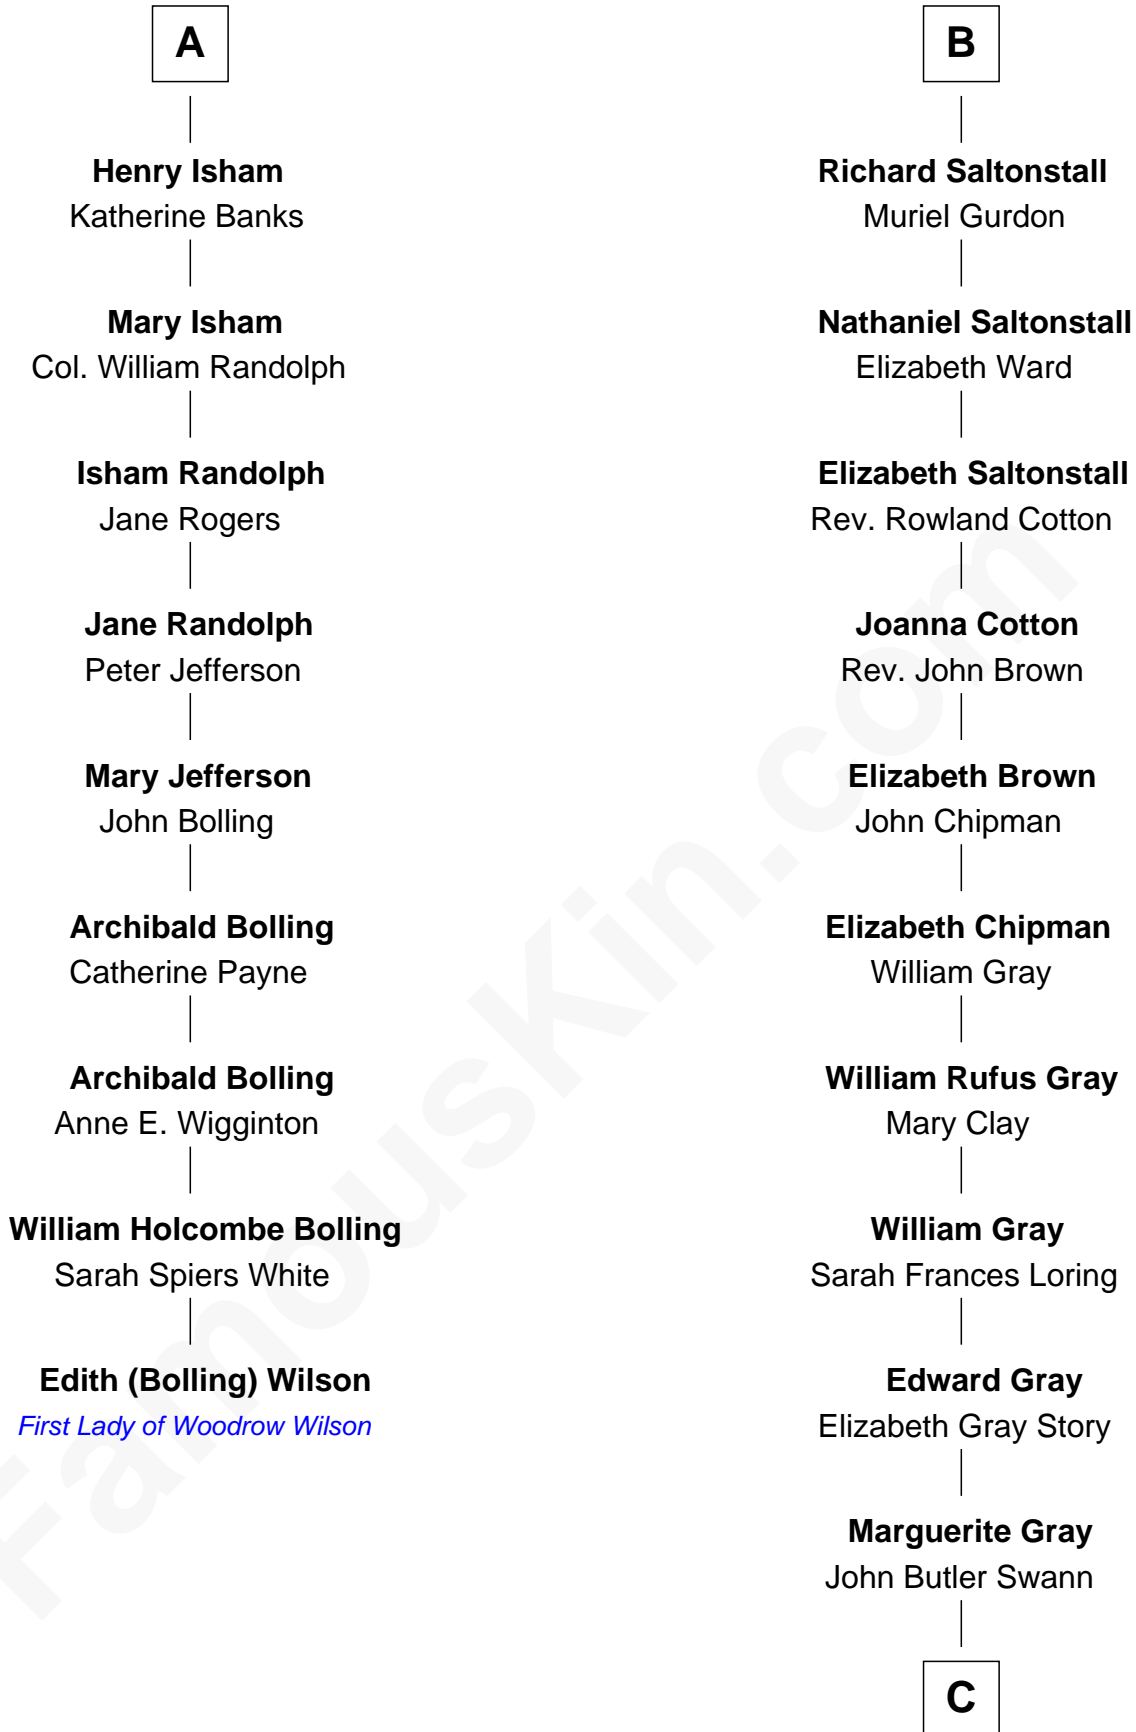 A
Henry Isham
Katherine Banks
Mary Isham
Col. William Randolph
Isham Randolph
Jane Rogers
Jane Randolph
Peter Jefferson
Mary Jefferson
John Bolling
Archibald Bolling
Catherine Payne
Archibald Bolling
Anne E. Wigginton
William Holcombe Bolling
Sarah Spiers White
Edith (Bolling) Wilson
First Lady of Woodrow Wilson
B
Richard Saltonstall
Muriel Gurdon
Nathaniel Saltonstall
Elizabeth Ward
Elizabeth Saltonstall
Rev. Rowland Cotton
Joanna Cotton
Rev. John Brown
Elizabeth Brown
John Chipman
Elizabeth Chipman
William Gray
William Rufus Gray
Mary Clay
William Gray
Sarah Frances Loring
Edward Gray
Elizabeth Gray Story
Marguerite Gray
John Butler Swann
C
FamousKin.com